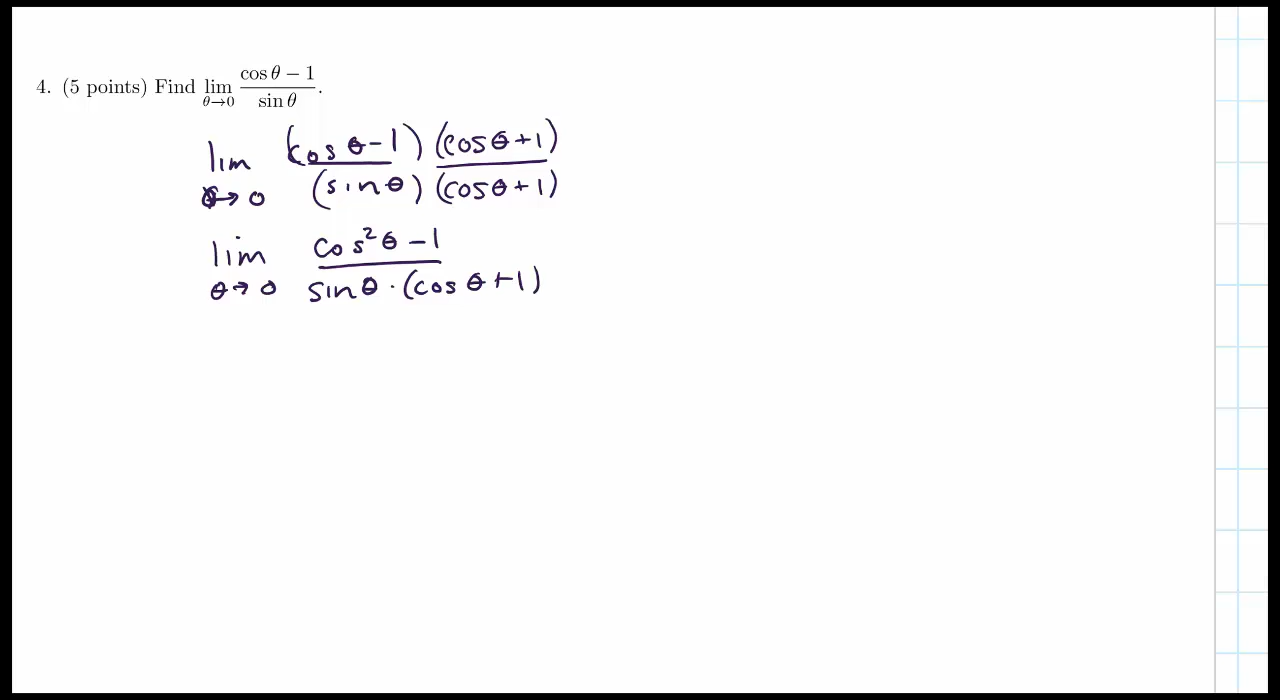 4. (5 points) Find lim θ→0 (cos θ − 1)/(sin θ).
lim θ→0 (cos θ - 1)/(sin θ) (cos θ + 1)/(cos θ + 1)
lim θ→0 (cos²θ - 1)/(sin θ · (cos θ + 1))